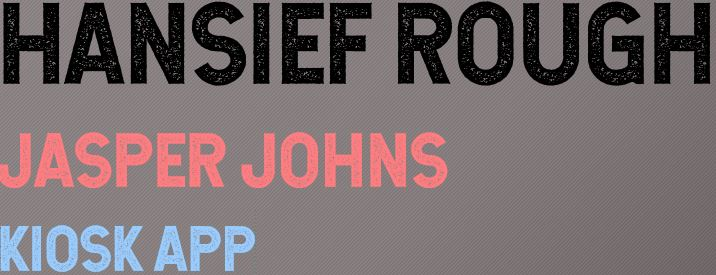 HANSIEF ROUGH
JASPER JOHNS
KIOSK APP